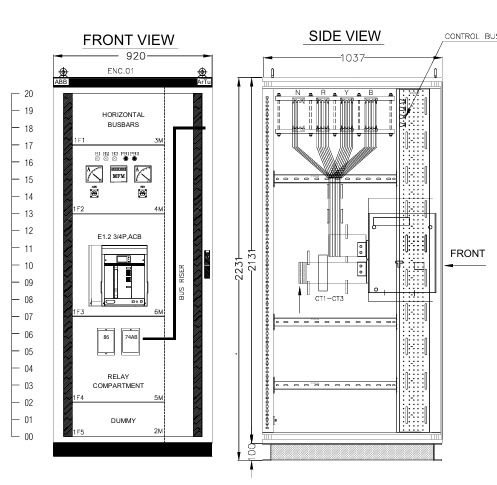 FRONT VIEW
920
ENC.01
ABB
ArTu
20
19
18
17
16
15
14
13
12
11
10
09
08
07
06
05
04
03
02
01
00
HORIZONTAL
BUSBARS
1F1
3M
A
MFM
A
1F2
4M
E1.2 3/4P,ACB
1F3
6M
86
74AB
RELAY
COMPARTMENT
1F4
5M
DUMMY
1F5
2M
BUS RISER
SIDE VIEW
1037
CONTROL BUS
N R Y B
2231
2131
100
CT1-CT3
FRONT